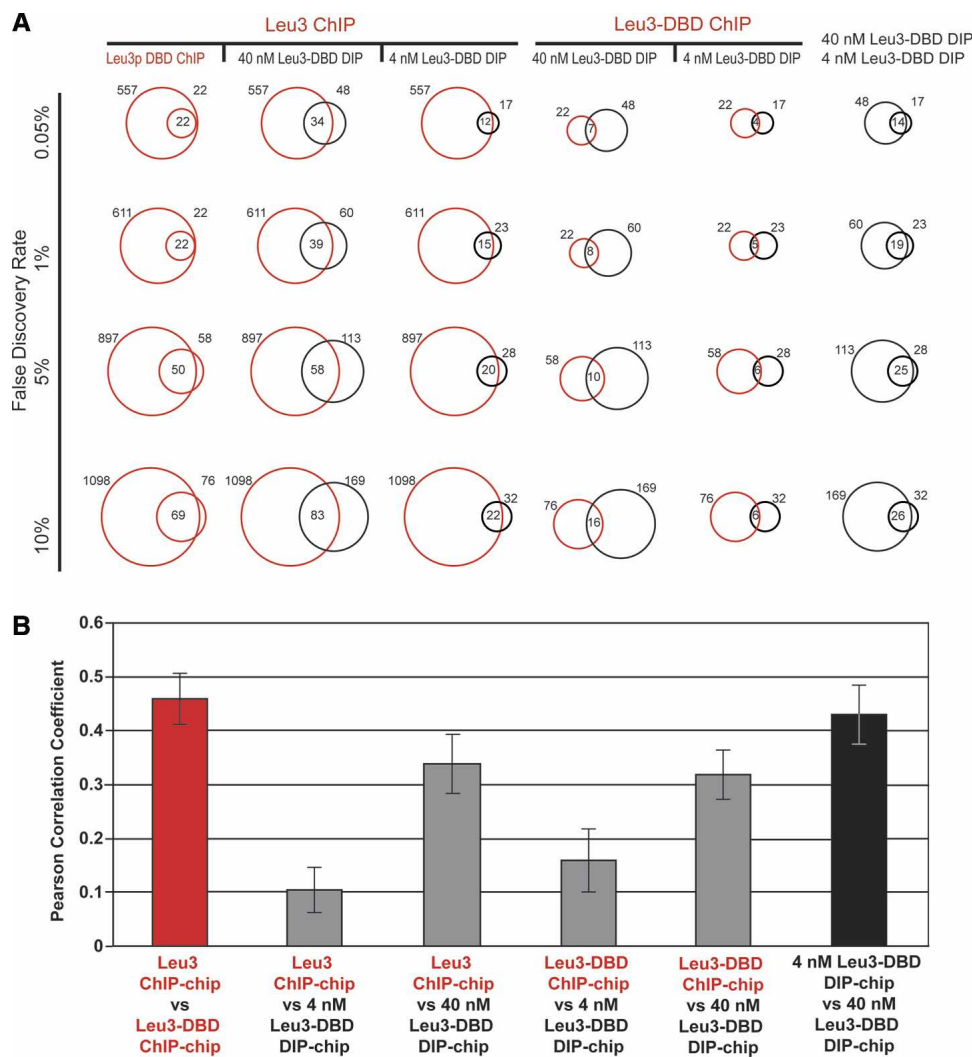 A
Leu3 ChIP
Leu3-DBD ChIP
Leu3p DBD ChIP
40 nM Leu3-DBD DIP
4 nM Leu3-DBD DIP
40 nM Leu3-DBD DIP
4 nM Leu3-DBD DIP
40 nM Leu3-DBD DIP
4 nM Leu3-DBD DIP
False Discovery Rate
0.05%
557 22 22
557 48 34
557 17 12
22 48 7
22 17 4
48 17 14
1%
611 22 22
611 60 39
611 23 15
22 60 8
22 23 5
60 23 19
5%
897 58 50
897 113 58
897 28 20
58 113 10
58 28 6
113 28 25
10%
1098 76 69
1098 169 83
1098 32 22
76 169 16
76 32 6
169 32 26
B
Pearson Correlation Coefficient
0.6
0.5
0.4
0.3
0.2
0.1
0
Leu3
ChIP-chip
vs
Leu3-DBD
ChIP-chip
Leu3
ChIP-chip
vs 4 nM
Leu3-DBD
DIP-chip
Leu3
ChIP-chip
vs 40 nM
Leu3-DBD
DIP-chip
Leu3-DBD
ChIP-chip
vs 4 nM
Leu3-DBD
DIP-chip
Leu3-DBD
ChIP-chip
vs 40 nM
Leu3-DBD
DIP-chip
4 nM Leu3-DBD
DIP-chip
vs 40 nM
Leu3-DBD
DIP-chip